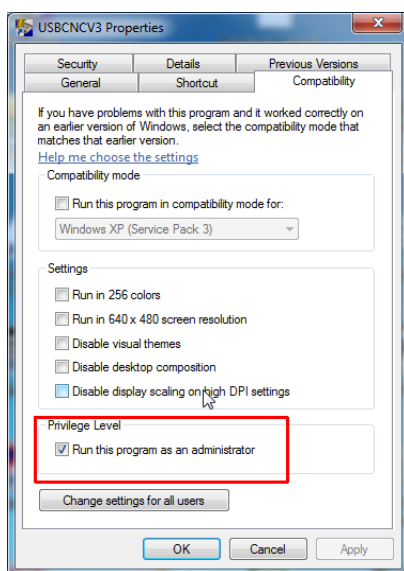 USBCNCV3 Properties
X
Security Details Previous Versions
General Shortcut Compatibility
If you have problems with this program and it worked correctly on
an earlier version of Windows, select the compatibility mode that
matches that earlier version.
Help me choose the settings
Compatibility mode
Run this program in compatibility mode for:
Windows XP (Service Pack 3)
Settings
Run in 256 colors
Run in 640 x 480 screen resolution
Disable visual themes
Disable desktop composition
Disable display scaling on high DPI settings
Privilege Level
Run this program as an administrator
Change settings for all users
OK Cancel Apply